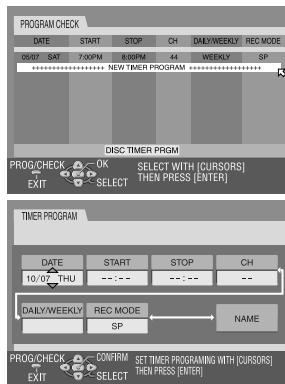 PROGRAM CHECK
DATE START STOP CH DAILY/WEEKLY REC MODE
05/07 SAT 7:00PM 8:00PM 44 WEEKLY SP
++++++++++++++++++ NEW TIMER PROGRAM ++++++++++++++++++
DISC TIMER PRGM
PROG/CHECK OK SELECT WITH [CURSORS]
EXIT SELECT THEN PRESS [ENTER]
TIMER PROGRAM
DATE START STOP CH
10/07 THU --:-- --:-- --
DAILY/WEEKLY REC MODE NAME
SP
PROG/CHECK CONFIRM SET TIMER PROGRAMING WITH [CURSORS]
EXIT SELECT THEN PRESS [ENTER]